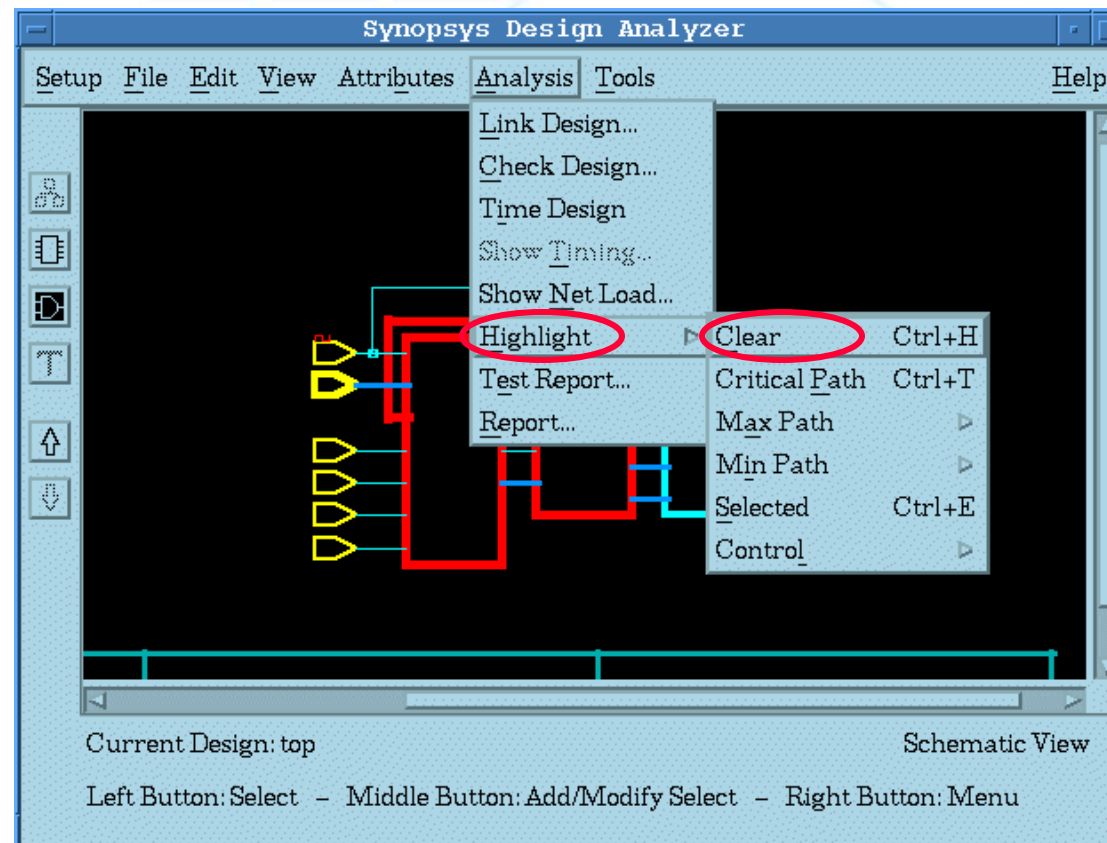 Synopsys Design Analyzer
Setup File Edit View Attributes Analysis Tools Help
Link Design...
Check Design...
Time Design
Show Timing...
Show Net Load...
Highlight
Test Report...
Report...
Clear Ctrl+H
Critical Path Ctrl+T
Max Path
Min Path
Selected Ctrl+E
Control
Current Design: top Schematic View
Left Button: Select - Middle Button: Add/Modify Select - Right Button: Menu